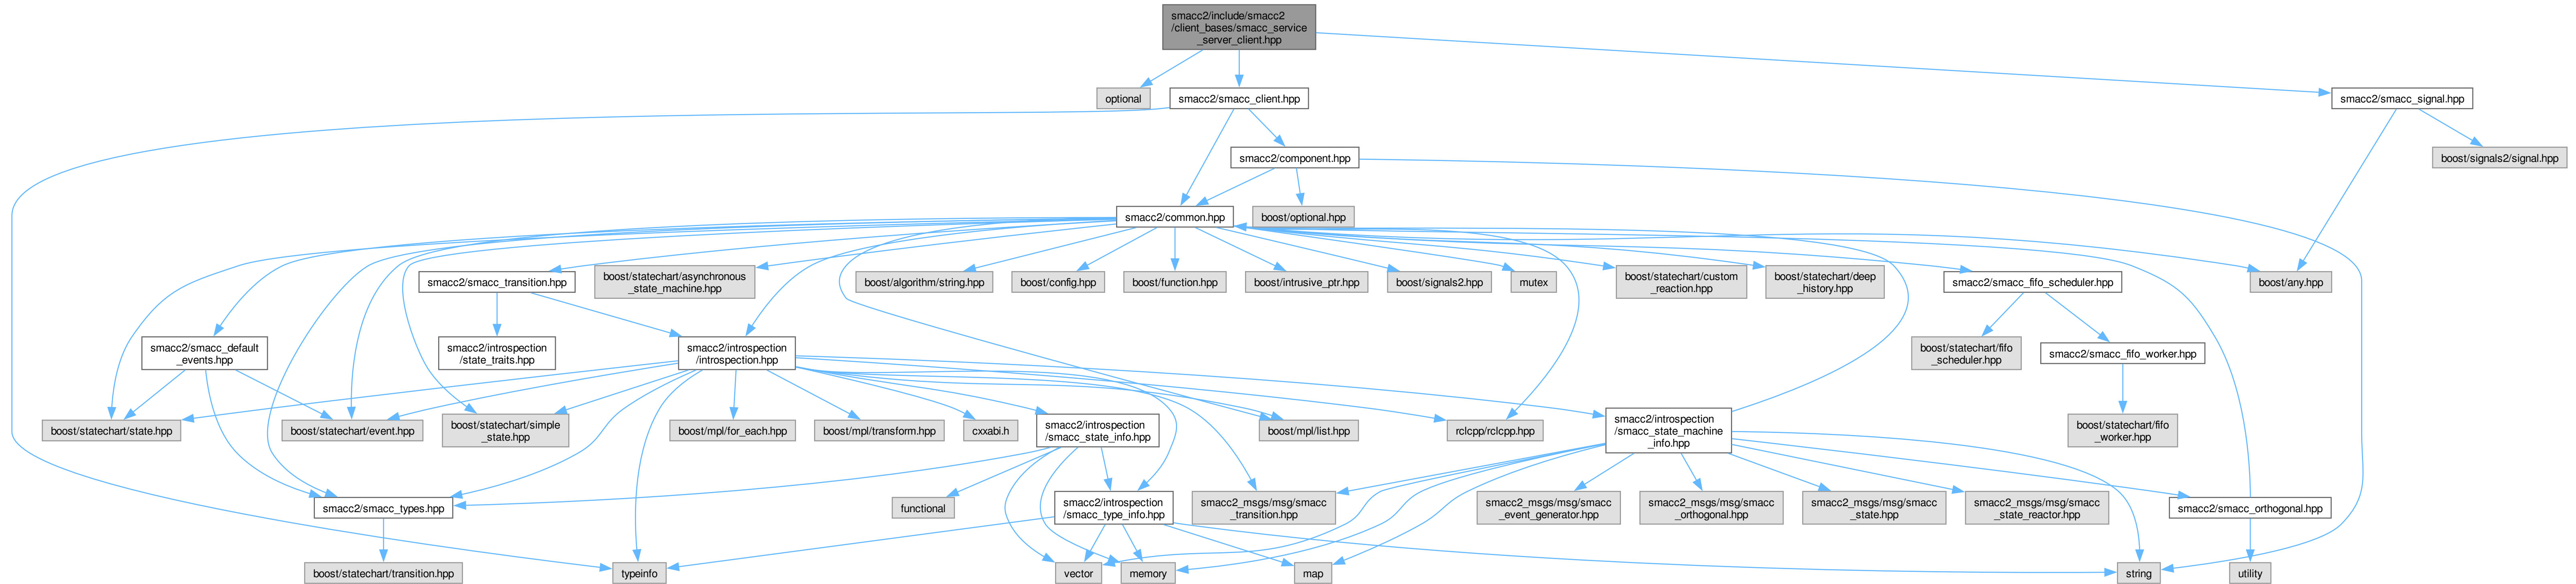 smacc2/include/smacc2
/client_bases/smacc_service
_server_client.hpp
optional
smacc2/smacc_client.hpp
smacc2/smacc_signal.hpp
smacc2/component.hpp
boost/signals2/signal.hpp
smacc2/common.hpp
boost/optional.hpp
smacc2/smacc_transition.hpp
boost/statechart/asynchronous
_state_machine.hpp
boost/algorithm/string.hpp
boost/config.hpp
boost/function.hpp
boost/intrusive_ptr.hpp
boost/signals2.hpp
mutex
boost/statechart/custom
_reaction.hpp
boost/statechart/deep
_history.hpp
smacc2/smacc_fifo_scheduler.hpp
boost/any.hpp
smacc2/smacc_default
_events.hpp
smacc2/introspection
/state_traits.hpp
smacc2/introspection
/introspection.hpp
boost/statechart/fifo
_scheduler.hpp
smacc2/smacc_fifo_worker.hpp
boost/statechart/state.hpp
boost/statechart/event.hpp
boost/statechart/simple
_state.hpp
boost/mpl/for_each.hpp
boost/mpl/transform.hpp
cxxabi.h
smacc2/introspection
/smacc_state_info.hpp
boost/mpl/list.hpp
rclcpp/rclcpp.hpp
smacc2/introspection
/smacc_state_machine
_info.hpp
boost/statechart/fifo
_worker.hpp
smacc2/smacc_types.hpp
functional
smacc2/introspection
/smacc_type_info.hpp
smacc2_msgs/msg/smacc
_transition.hpp
smacc2_msgs/msg/smacc
_event_generator.hpp
smacc2_msgs/msg/smacc
_orthogonal.hpp
smacc2_msgs/msg/smacc
_state.hpp
smacc2_msgs/msg/smacc
_state_reactor.hpp
smacc2/smacc_orthogonal.hpp
boost/statechart/transition.hpp
typeinfo
vector
memory
map
string
utility